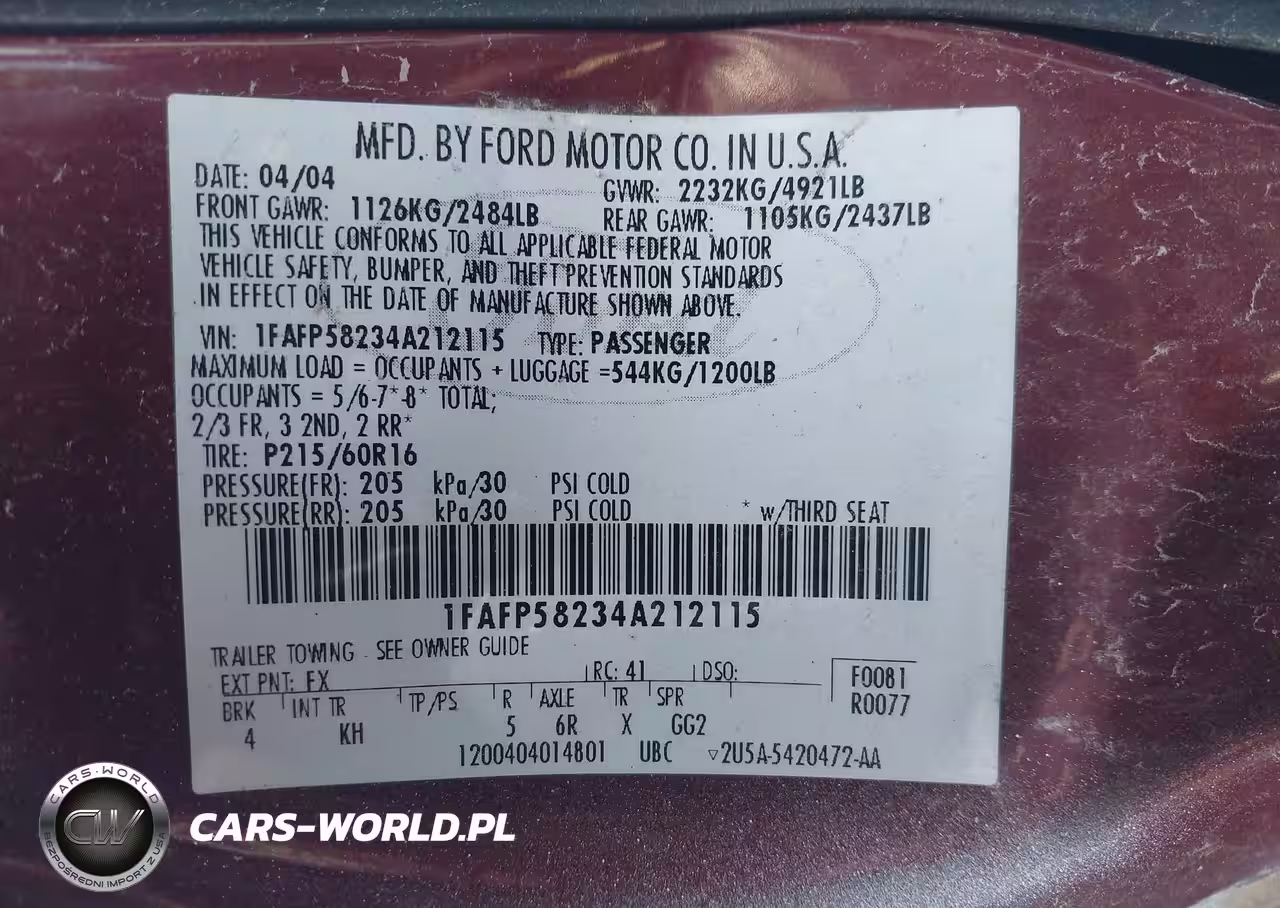 MFD. BY FORD MOTOR CO. IN U.S.A.
DATE: 04/04 GVWR: 2232KG/4921LB
FRONT GAWR: 1126KG/2484LB REAR GAWR: 1105KG/2437LB
THIS VEHICLE CONFORMS TO ALL APPLICABLE FEDERAL MOTOR
VEHICLE SAFETY, BUMPER, AND THEFT PREVENTION STANDARDS
IN EFFECT ON THE DATE OF MANUFACTURE SHOWN ABOVE.
VIN: 1FAFP58234A212115 TYPE: PASSENGER
MAXIMUM LOAD = OCCUPANTS + LUGGAGE =544KG/1200LB
OCCUPANTS = 5/6-7*-8* TOTAL;
2/3 FR, 3 2ND, 2 RR*
TIRE: P215/60R16
PRESSURE(FR): 205 kPa/30 PSI COLD
PRESSURE(RR): 205 kPa/30 PSI COLD * w/THIRD SEAT
1FAFP58234A212115
TRAILER TOWING - SEE OWNER GUIDE
EXT PNT: FX RC: 41 DSO: F0081
BRK INT TR TP/PS R AXLE TR SPR R0077
4 KH 5 6R X GG2
1200404014801 UBC ▽2U5A-5420472-AA
CARS-WORLD
CW
BEZPOŚREDNI IMPORT Z USA
CARS-WORLD.PL